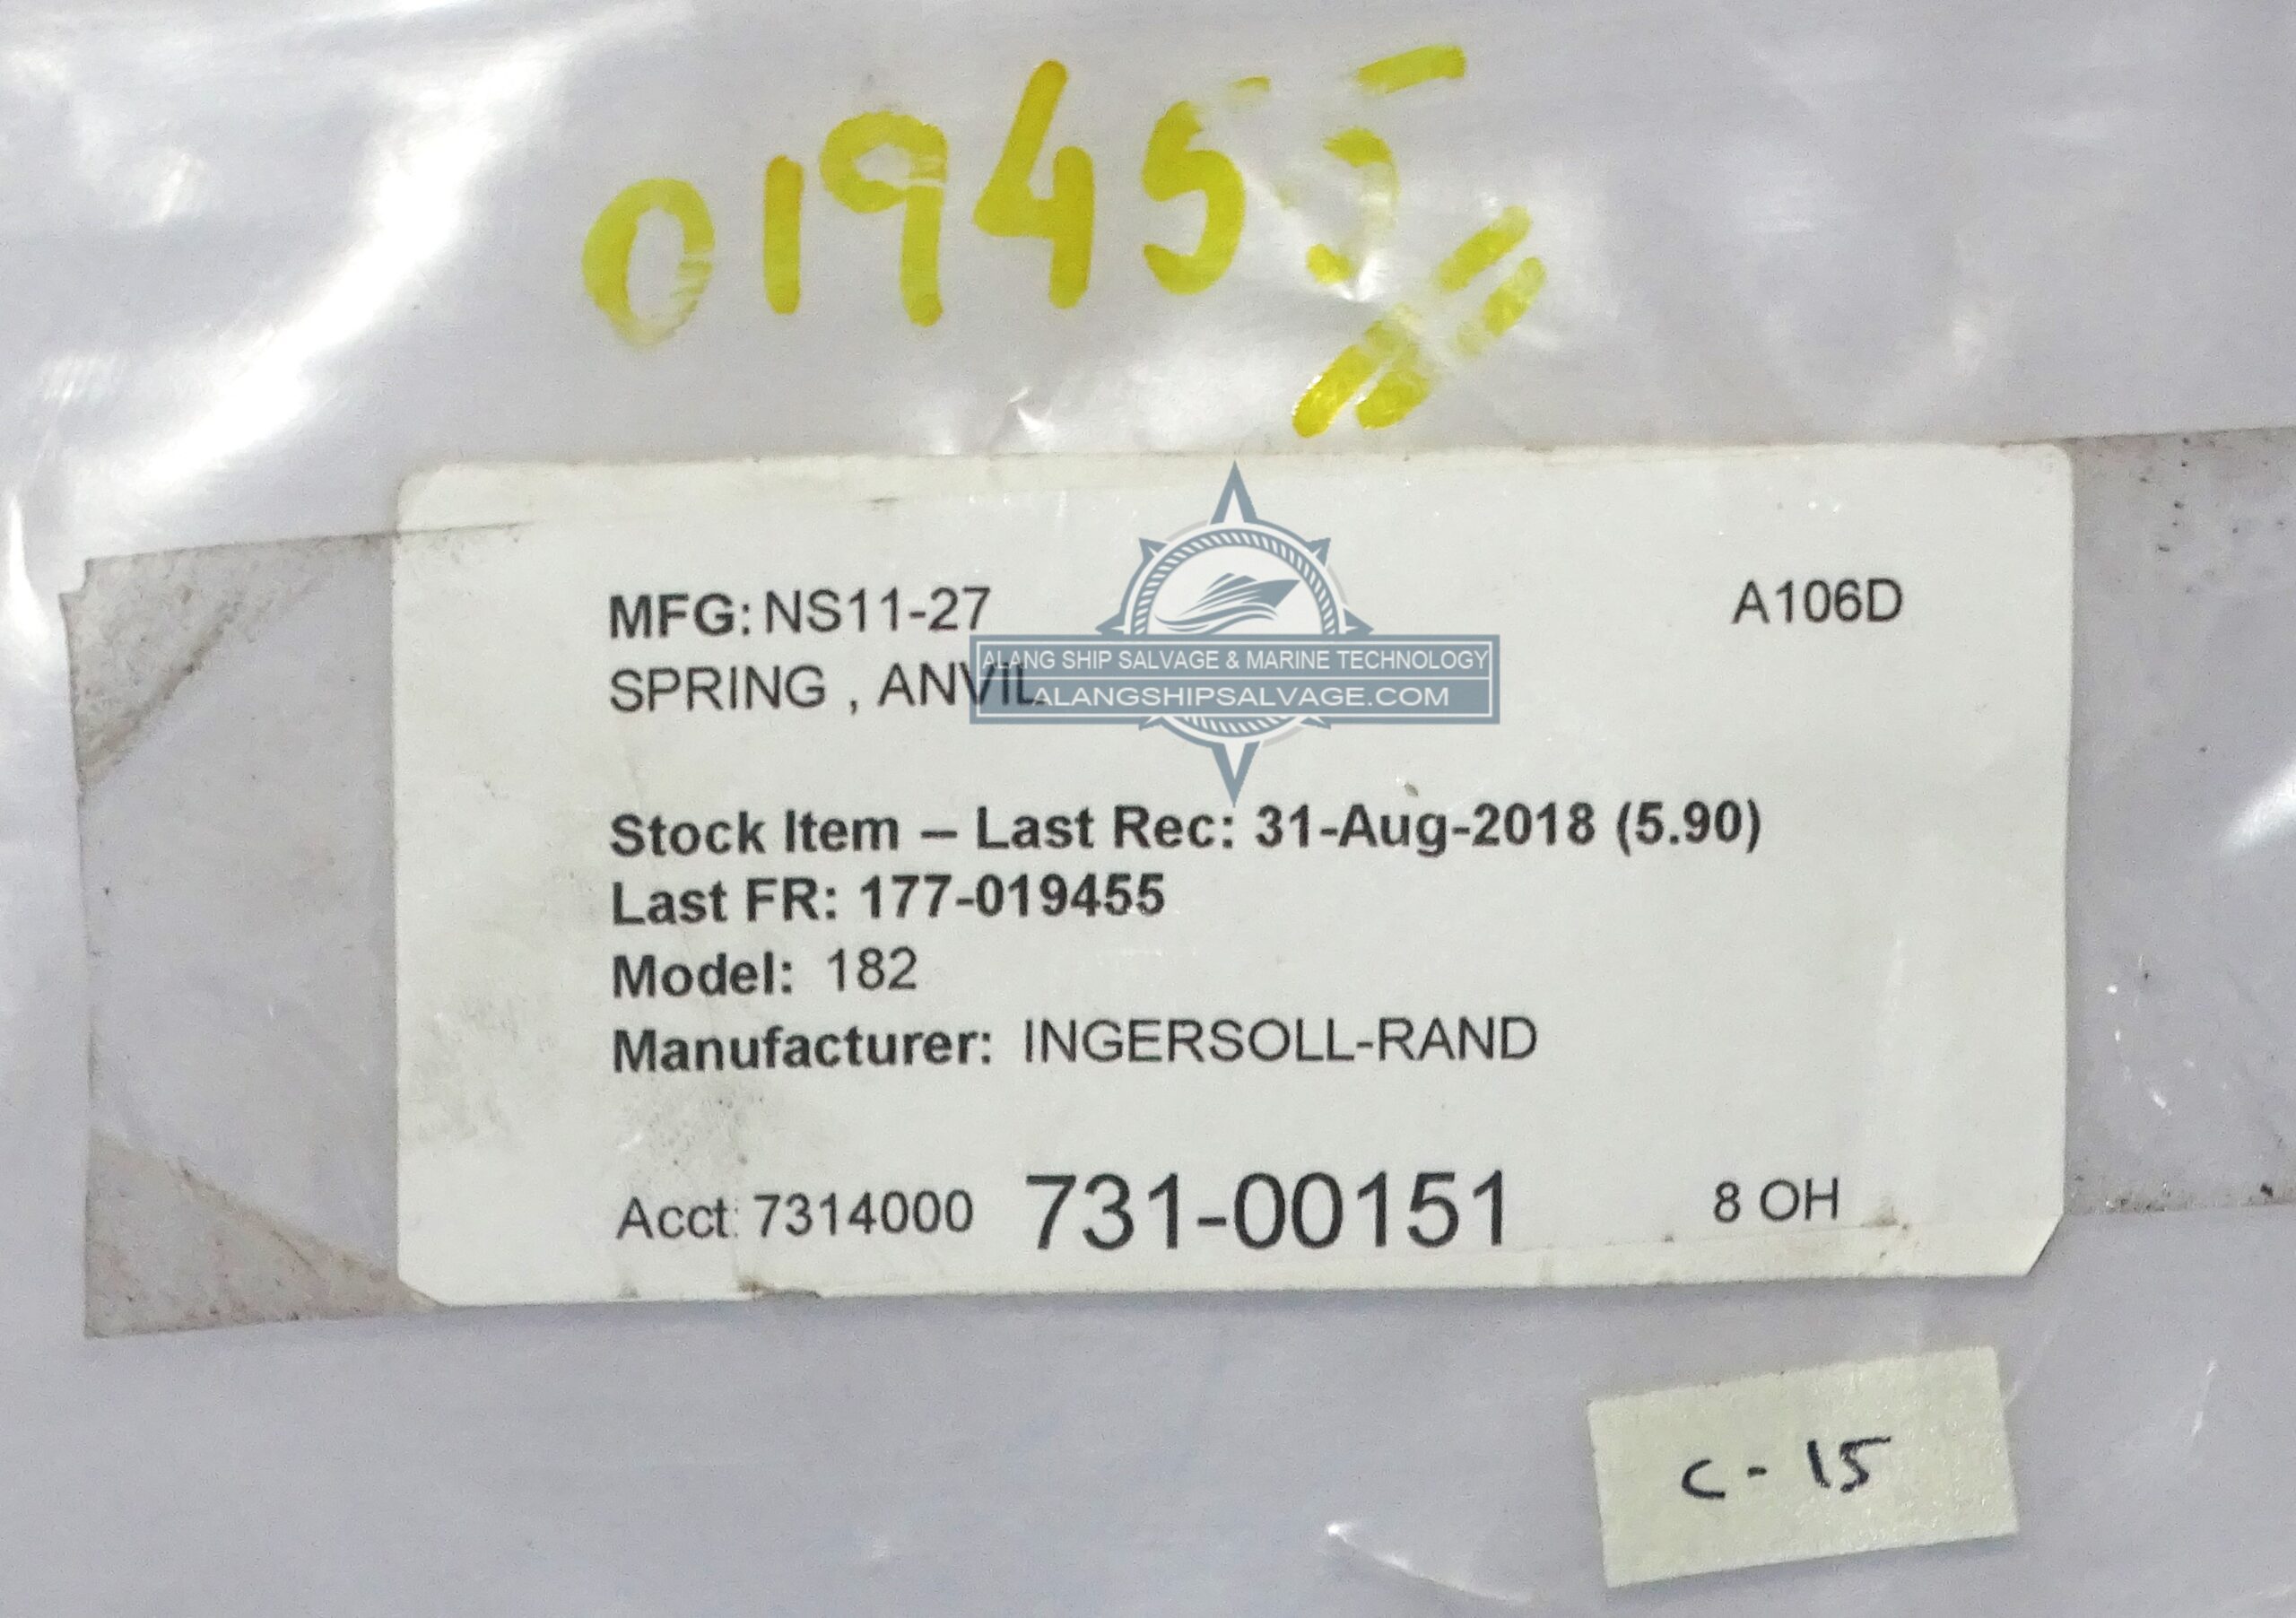 019455
MFG: NS11-27
A106D
ALANG SHIP SALVAGE & MARINE TECHNOLOGY
SPRING , ANVIL
ALANGSHIPSALVAGE.COM
Stock Item – Last Rec: 31-Aug-2018 (5.90)
Last FR: 177-019455
Model: 182
Manufacturer: INGERSOLL-RAND
Acct: 7314000 731-00151 8 OH
C-15